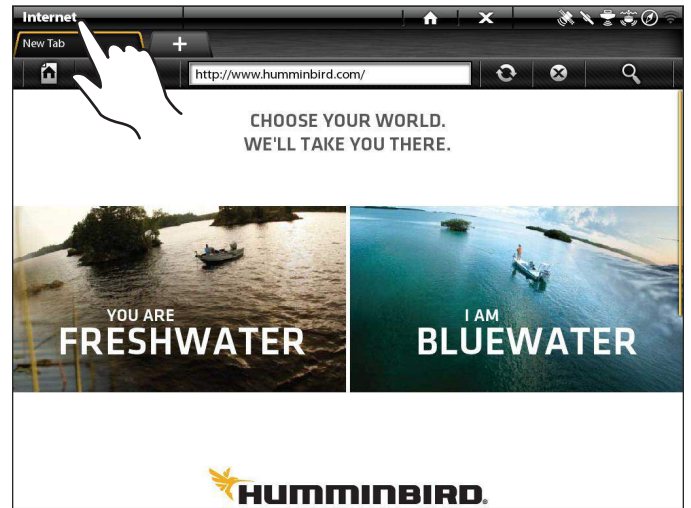 Internet
New Tab
http://www.humminbird.com/
CHOOSE YOUR WORLD.
WE'LL TAKE YOU THERE.
YOU ARE
FRESHWATER
I AM
BLUEWATER
HUMMINBIRD®